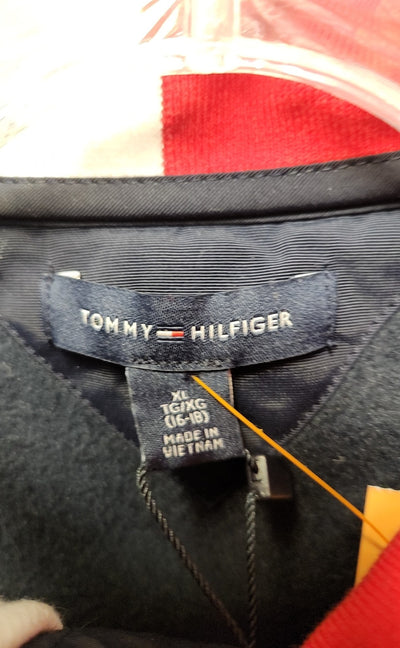 TOMMY HILFIGER
XL
TG/XG
(16-18)
MADE IN
VIETNAM